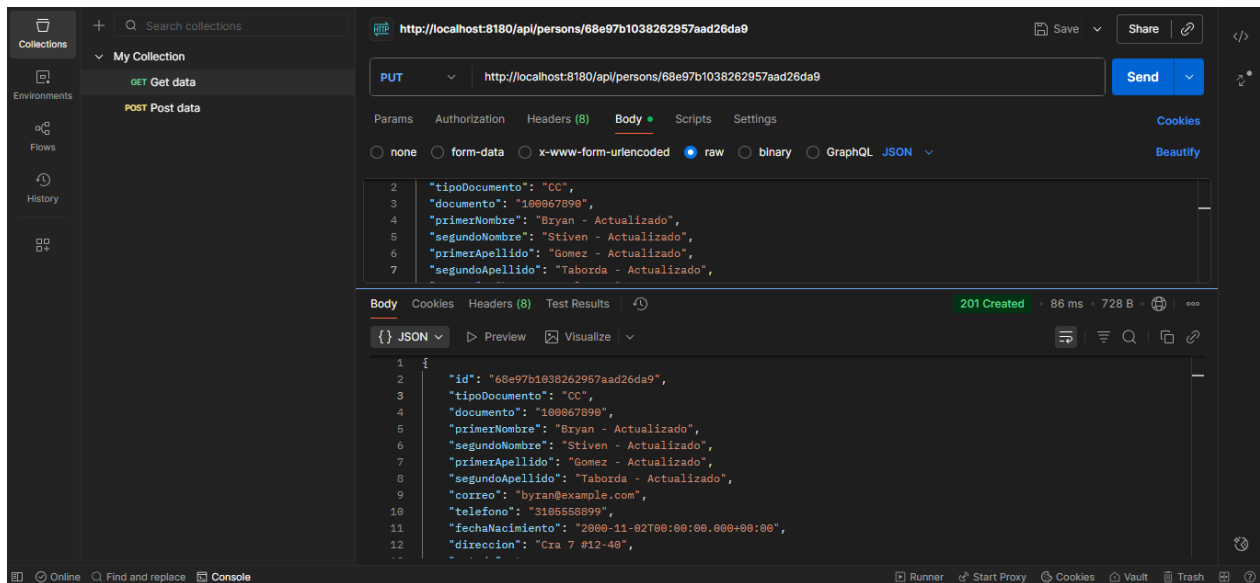 Collections
Environments
Flows
History
Search collections
My Collection
GET Get data
POST Post data
HTTP http://localhost:8180/api/persons/68e97b1038262957aad26da9
Save
Share
PUT http://localhost:8180/api/persons/68e97b1038262957aad26da9
Send
Params Authorization Headers (8) Body Scripts Settings Cookies
none form-data x-www-form-urlencoded raw binary GraphQL JSON Beautify
2 "tipoDocumento": "CC",
3 "documento": "100067890",
4 "primerNombre": "Bryan - Actualizado",
5 "segundoNombre": "Stiven - Actualizado",
6 "primerApellido": "Gomez - Actualizado",
7 "segundoApellido": "Taborda - Actualizado",
Body Cookies Headers (8) Test Results 201 Created 86 ms 728 B
{} JSON Preview Visualize
1 {
2 "id": "68e97b1038262957aad26da9",
3 "tipoDocumento": "CC",
4 "documento": "100067890",
5 "primerNombre": "Bryan - Actualizado",
6 "segundoNombre": "Stiven - Actualizado",
7 "primerApellido": "Gomez - Actualizado",
8 "segundoApellido": "Taborda - Actualizado",
9 "correo": "byran@example.com",
10 "telefono": "3105558899",
11 "fechaNacimiento": "2000-11-02T00:00:00.000+00:00",
12 "direccion": "Cra 7 #12-40",
Online Find and replace Console Runner Start Proxy Cookies Vault Trash